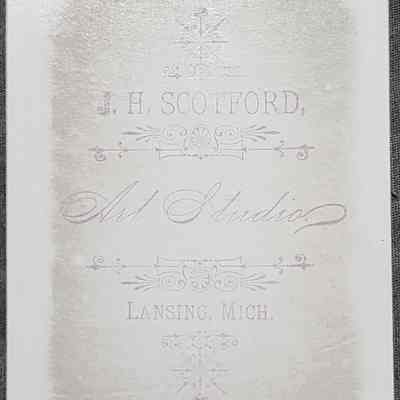 J. H. SCOTFORD,
Art Studio
LANSING, MICH.